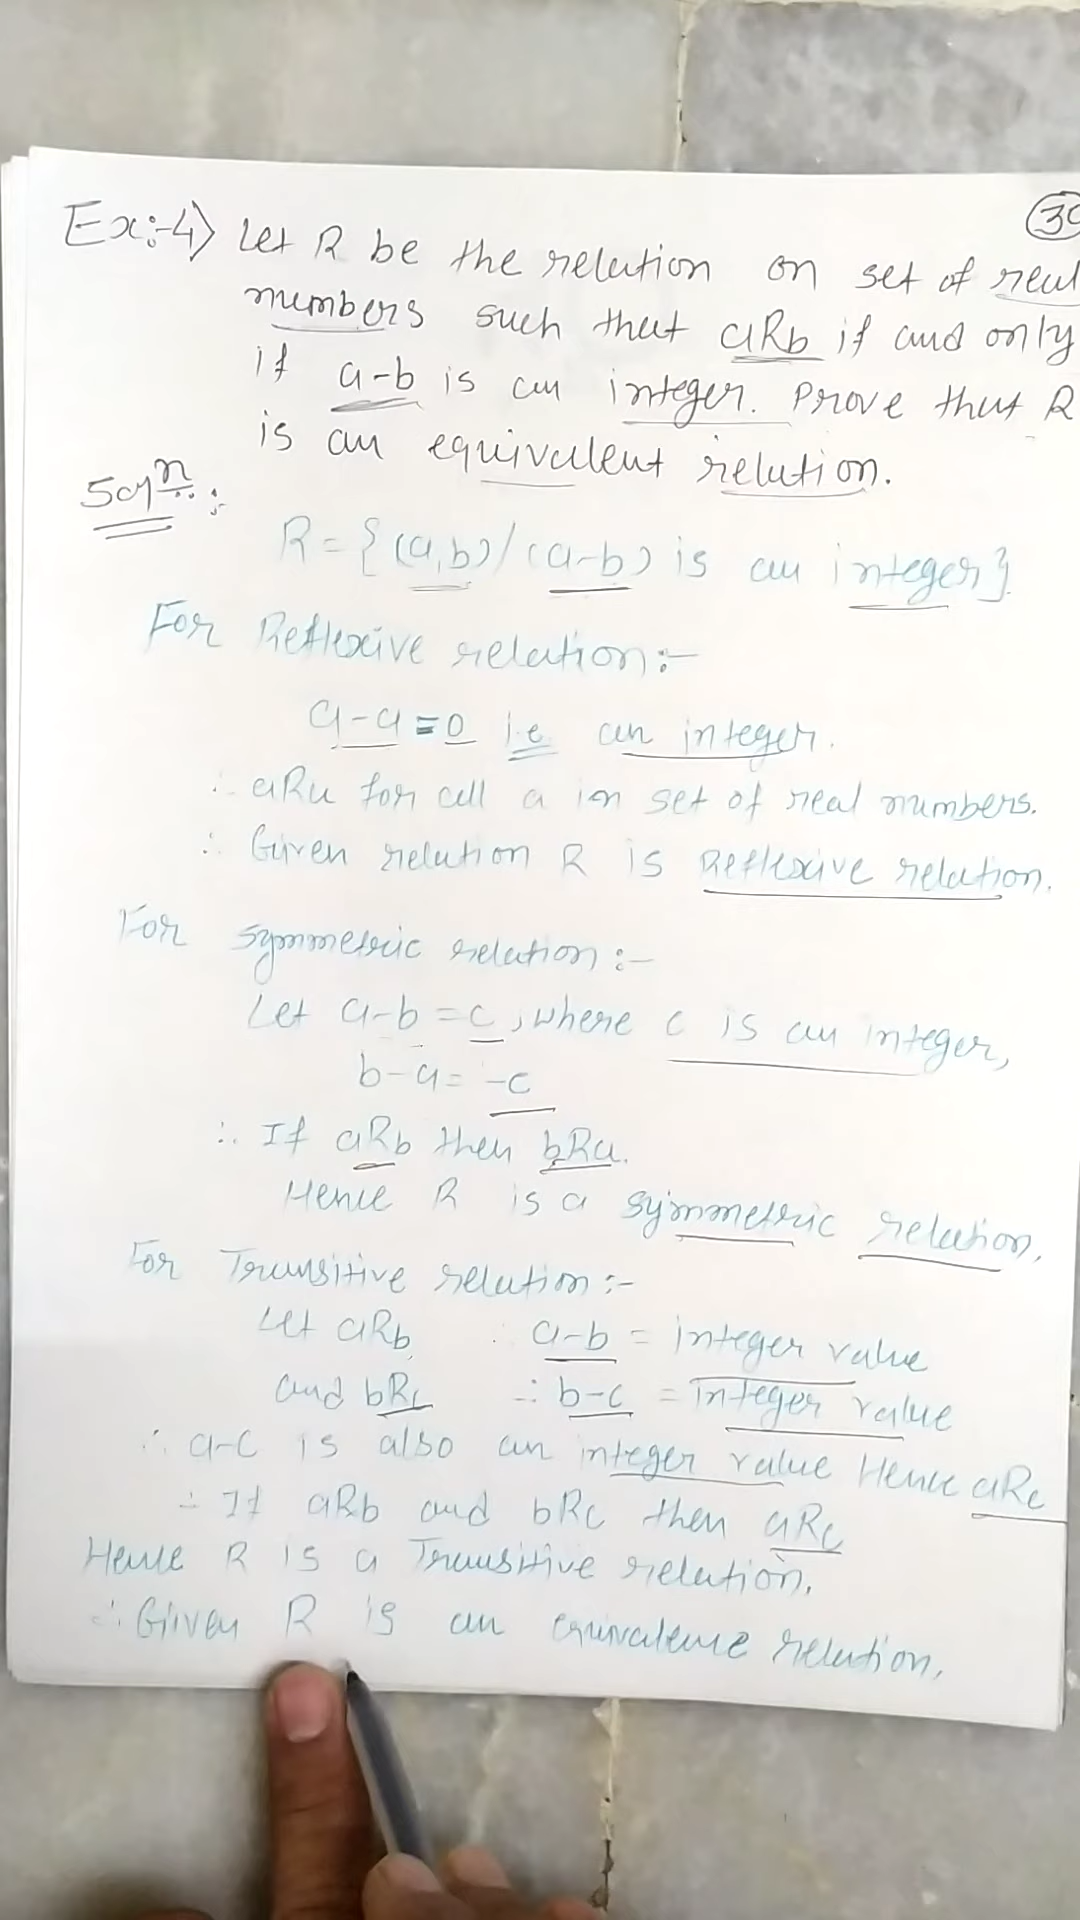 Ex:-4) Let R be the relation on set of real
numbers such that aRb if and only
if a-b is an integer. Prove that R
is an equivalent relation.
Solⁿ:
R = {(a,b)/(a-b) is an integer}
For Reflexive relation:-
a-a=0 i.e an integer.
∴ aRa for all a in set of real numbers.
∴ Given relation R is Reflexive relation.
For symmetric relation:-
Let a-b = c, where c is an integer,
b-a = -c
∴ If aRb then bRa.
Hence R is a symmetric relation.
For Transitive relation:-
Let aRb ∴ a-b = integer value
and bRc ∴ b-c = integer value
∴ a-c is also an integer value Hence aRc
∴ If aRb and bRc then aRc
Hence R is a Transitive relation.
∴ Given R is an equivalence relation.